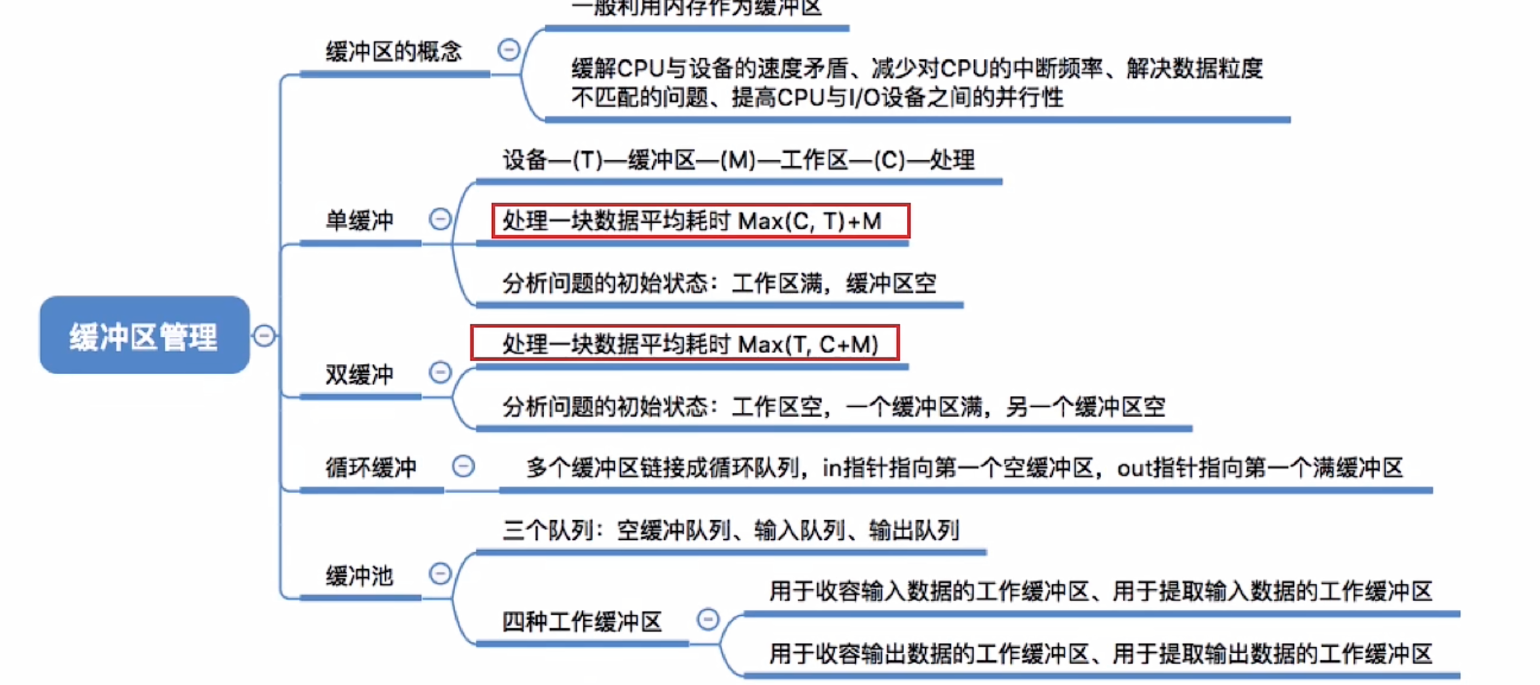 一般利用内存作为缓冲区
缓冲区的概念
缓解CPU与设备的速度矛盾、减少对CPU的中断频率、解决数据粒度
不匹配的问题、提高CPU与I/O设备之间的并行性
设备—(T)—缓冲区—(M)—工作区—(C)—处理
单缓冲
处理一块数据平均耗时 Max(C, T)+M
分析问题的初始状态：工作区满，缓冲区空
缓冲区管理
处理一块数据平均耗时 Max(T, C+M)
双缓冲
分析问题的初始状态：工作区空，一个缓冲区满，另一个缓冲区空
循环缓冲
多个缓冲区链接成循环队列，in指针指向第一个空缓冲区，out指针指向第一个满缓冲区
三个队列：空缓冲队列、输入队列、输出队列
缓冲池
四种工作缓冲区
用于收容输入数据的工作缓冲区、用于提取输入数据的工作缓冲区
用于收容输出数据的工作缓冲区、用于提取输出数据的工作缓冲区